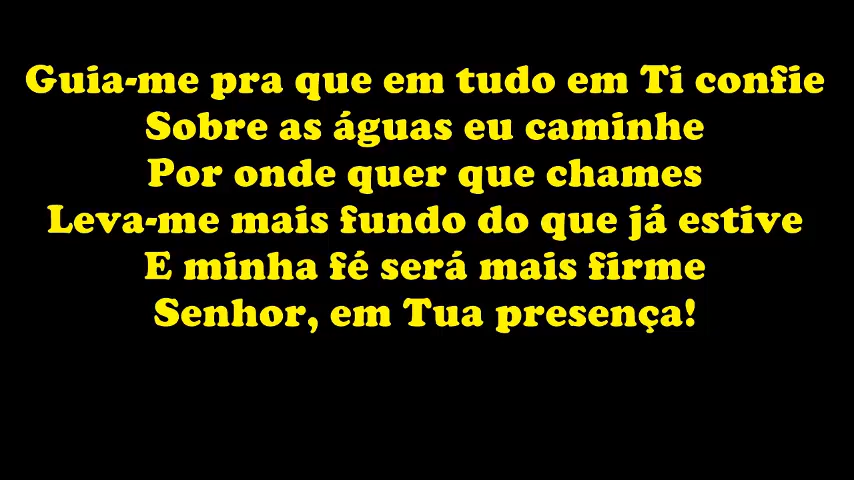 Guia-me pra que em tudo em Ti confie
Sobre as águas eu caminhe
Por onde quer que chames
Leva-me mais fundo do que já estive
E minha fé será mais firme
Senhor, em Tua presença!